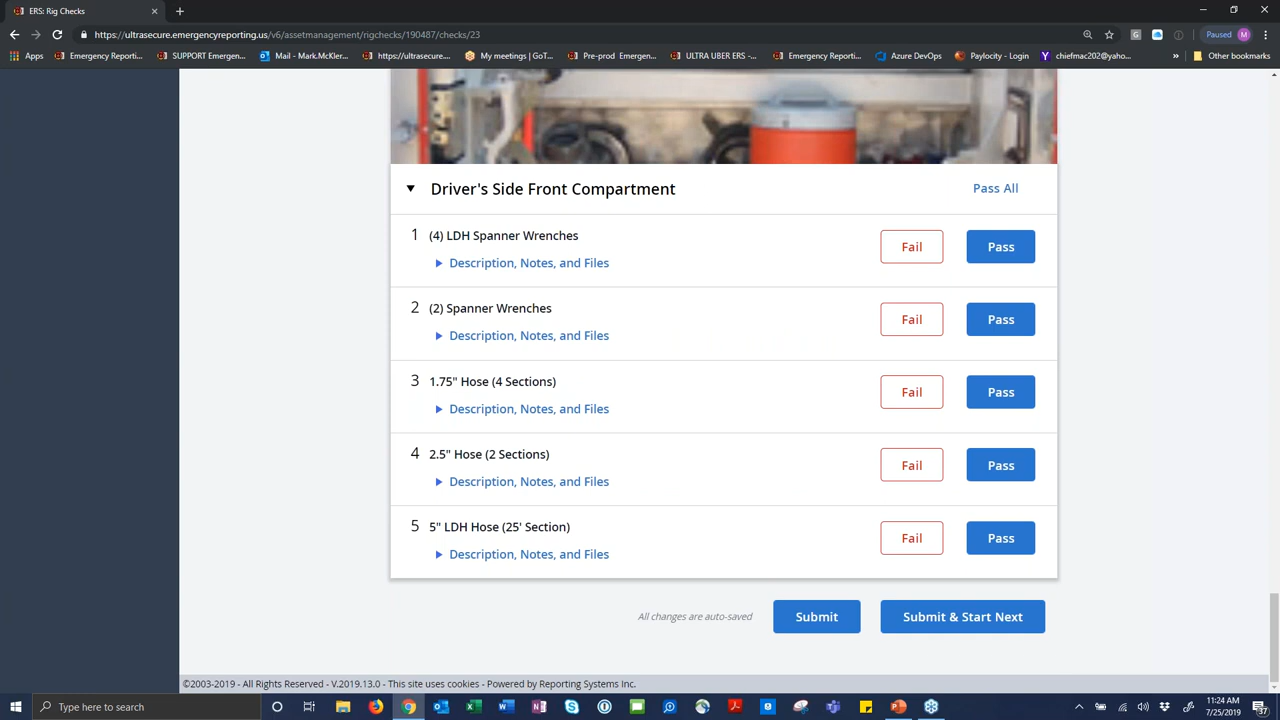 ERS: Rig Checks
https://ultrasecure.emergencyreporting.us/v6/assetmanagement/rigchecks/190487/checks/23
Paused
M
Apps
Emergency Reporti...
SUPPORT Emergen...
Mail - Mark.McKler...
https://ultrasecure....
My meetings | GoT...
Pre-prod Emergen...
ULTRA UBER ERS -...
Emergency Reporti...
Azure DevOps
Paylocity - Login
chiefmac202@yaho...
»
Other bookmarks
Driver's Side Front Compartment
Pass All
1 (4) LDH Spanner Wrenches
Description, Notes, and Files
Fail Pass
2 (2) Spanner Wrenches
Description, Notes, and Files
Fail Pass
3 1.75" Hose (4 Sections)
Description, Notes, and Files
Fail Pass
4 2.5" Hose (2 Sections)
Description, Notes, and Files
Fail Pass
5 5" LDH Hose (25' Section)
Description, Notes, and Files
Fail Pass
All changes are auto-saved
Submit
Submit & Start Next
©2003-2019 - All Rights Reserved - V.2019.13.0 - This site uses cookies - Powered by Reporting Systems Inc.
Type here to search
11:24 AM
7/25/2019